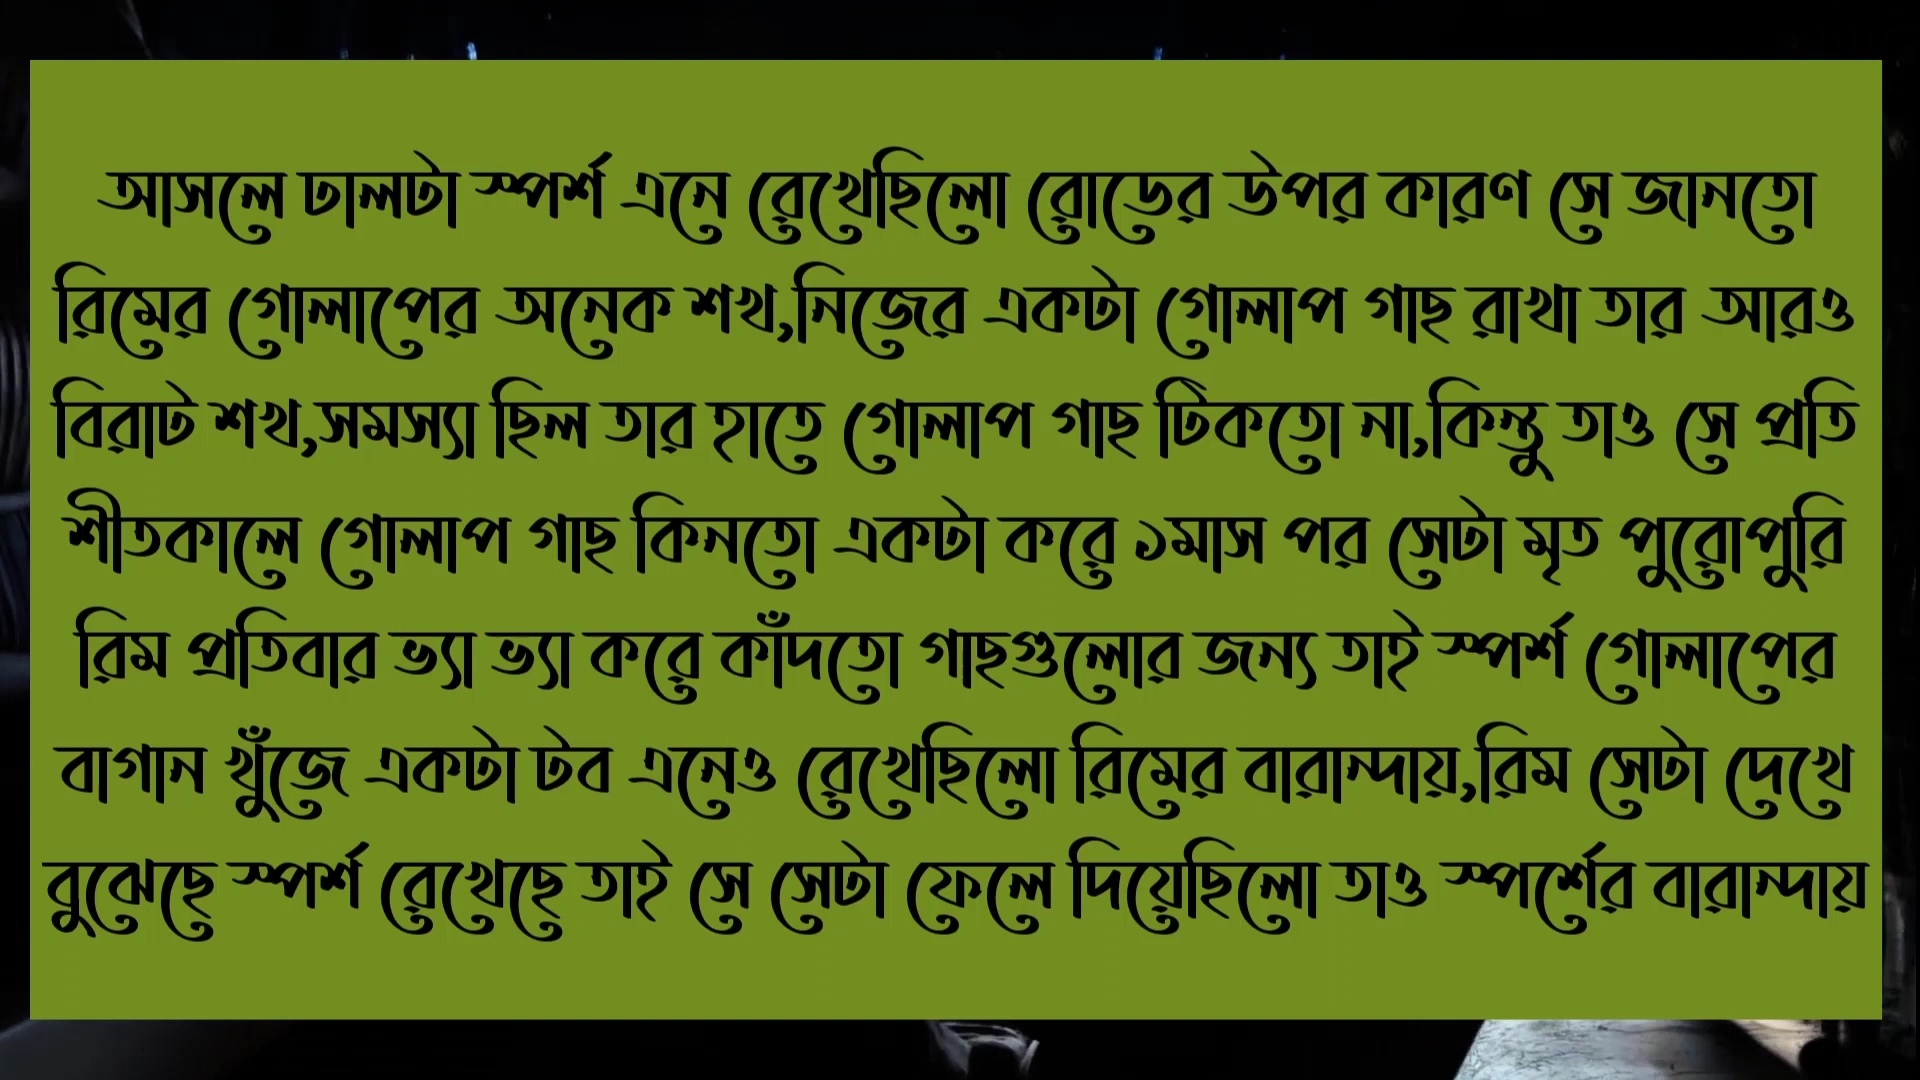 আসলে ঢালটা স্পর্শ এনে রেখেছিলো রোডের উপর কারণ সে জানতো
রিমের গোলাপের অনেক শখ,নিজের একটা গোলাপ গাছ রাখা তার আরও
বিরাট শখ,সমস্যা ছিল তার হাতে গোলাপ গাছ টিকতো না,কিন্তু তাও সে প্রতি
শীতকালে গোলাপ গাছ কিনতো একটা করে ১মাস পর সেটা মৃত পুরোপুরি
রিম প্রতিবার ভ্যা ভ্যা করে কাঁদতো গাছগুলোর জন্য তাই স্পর্শ গোলাপের
বাগান খুঁজে একটা টব এনেও রেখেছিলো রিমের বারান্দায়,রিম সেটা দেখে
বুঝেছে স্পর্শ রেখেছে তাই সে সেটা ফেলে দিয়েছিলো তাও স্পর্শের বারান্দায়